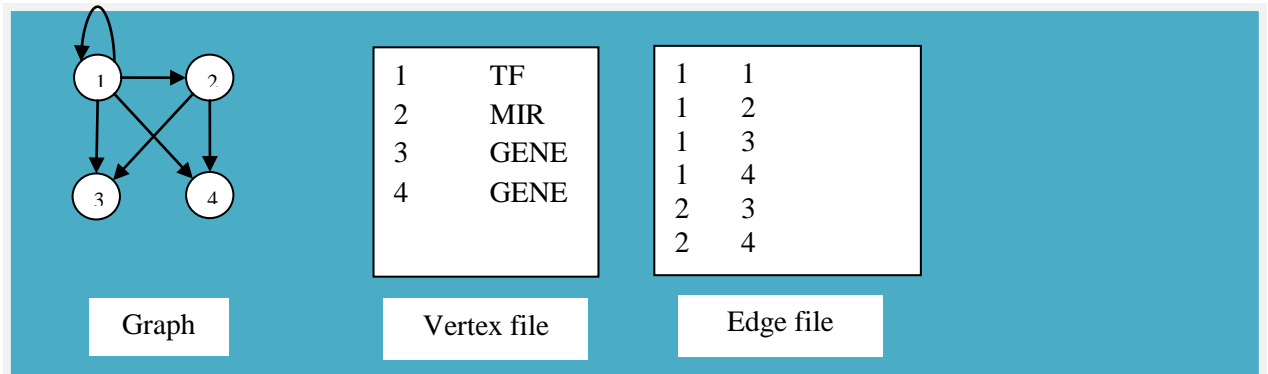 1 2
3 4
1 TF
2 MIR
3 GENE
4 GENE
1 1
1 2
1 3
1 4
2 3
2 4
Graph
Vertex file
Edge file